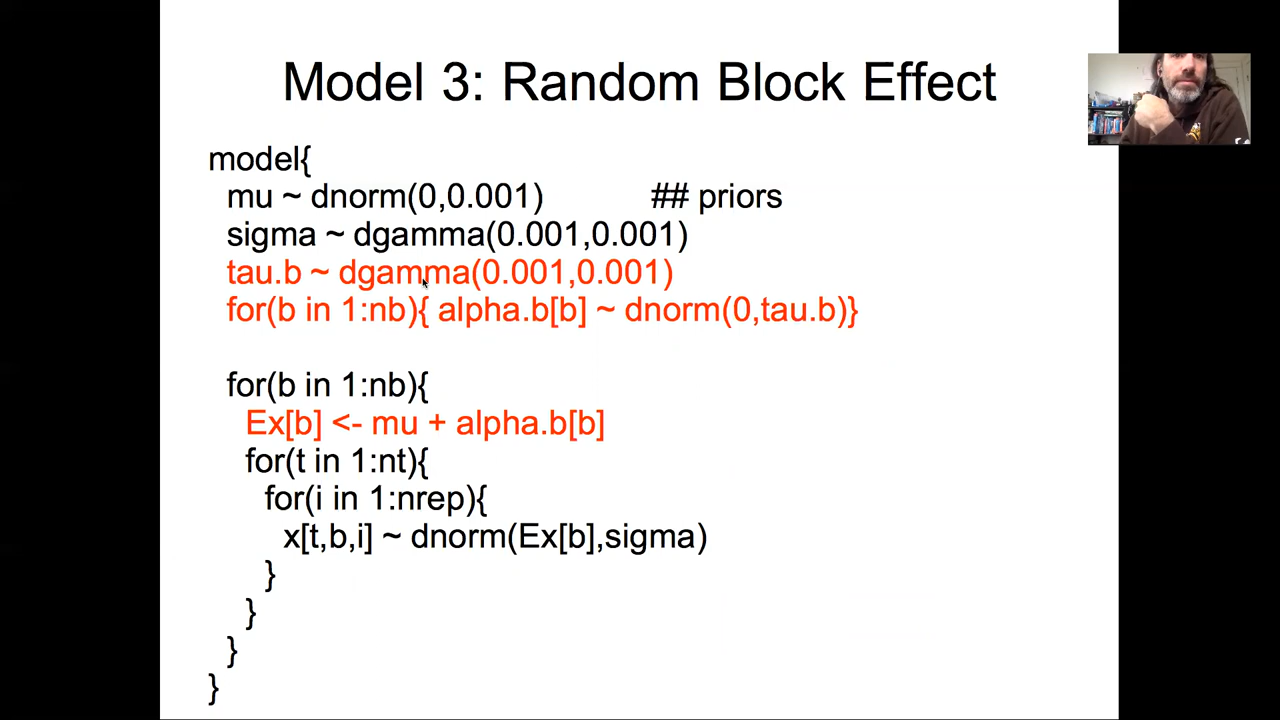 Model 3: Random Block Effect
model{
mu ~ dnorm(0,0.001) ## priors
sigma ~ dgamma(0.001,0.001)
tau.b ~ dgamma(0.001,0.001)
for(b in 1:nb){ alpha.b[b] ~ dnorm(0,tau.b)}
for(b in 1:nb){
Ex[b] <- mu + alpha.b[b]
for(t in 1:nt){
for(i in 1:nrep){
x[t,b,i] ~ dnorm(Ex[b],sigma)
}
}
}
}